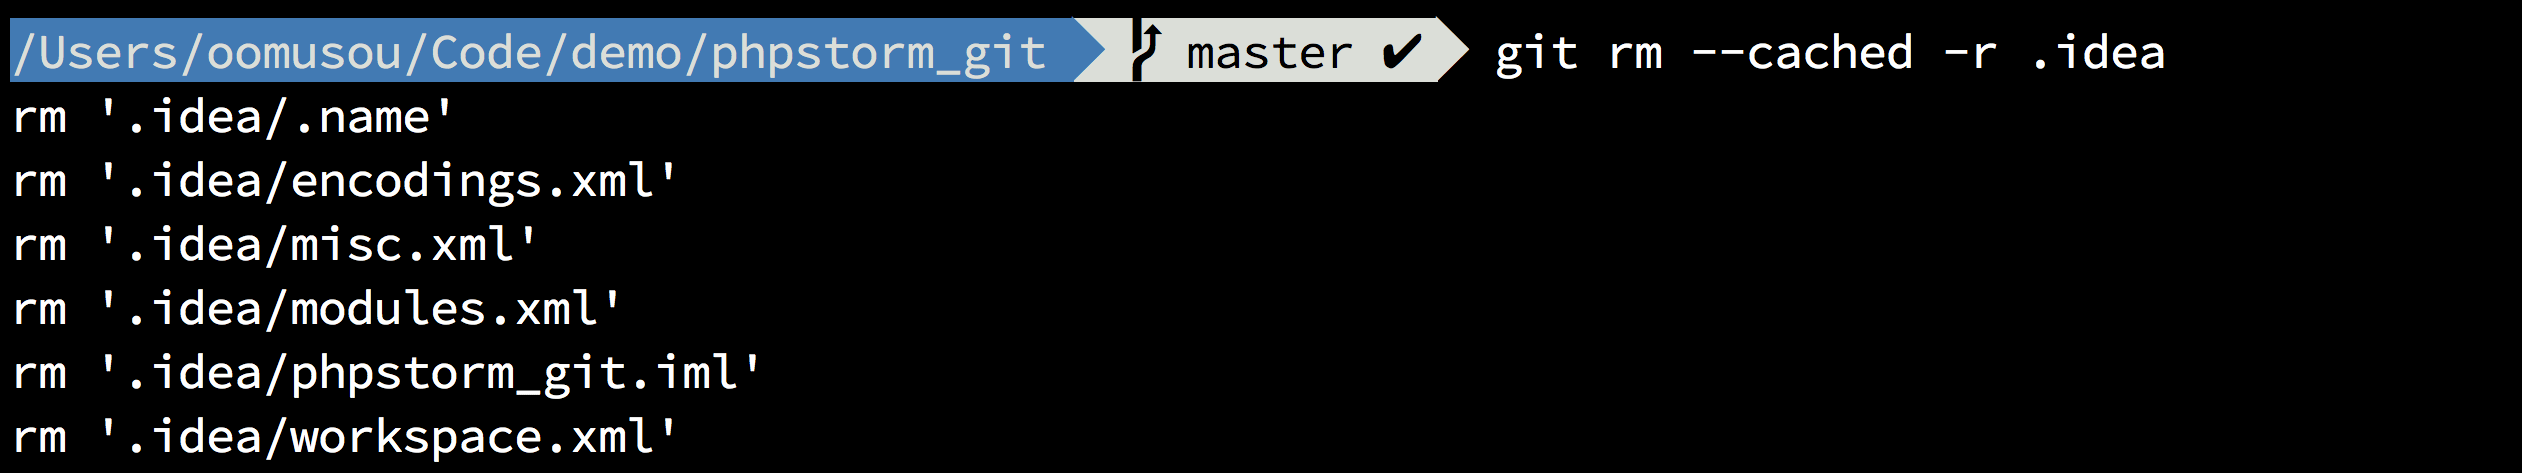 /Users/oomusou/Code/demo/phpstorm_git master ✔ git rm --cached -r .idea
rm '.idea/.name'
rm '.idea/encodings.xml'
rm '.idea/misc.xml'
rm '.idea/modules.xml'
rm '.idea/phpstorm_git.iml'
rm '.idea/workspace.xml'